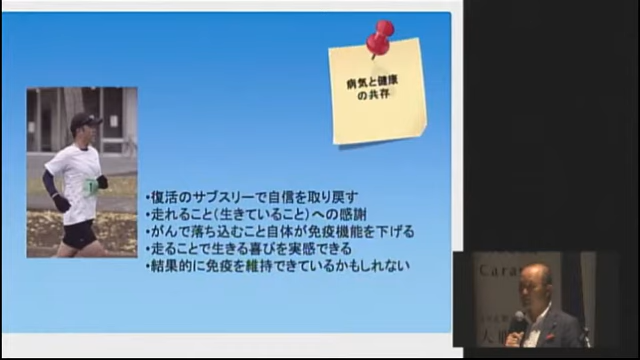 病気と健康
の共存
・復活のサブスリーで自信を取り戻す
・走れること(生きていること)への感謝
・がんで落ち込むこと自体が免疫機能を下げる
・走ることで生きる喜びを実感できる
・結果的に免疫を維持できているかもしれない
1
Cara